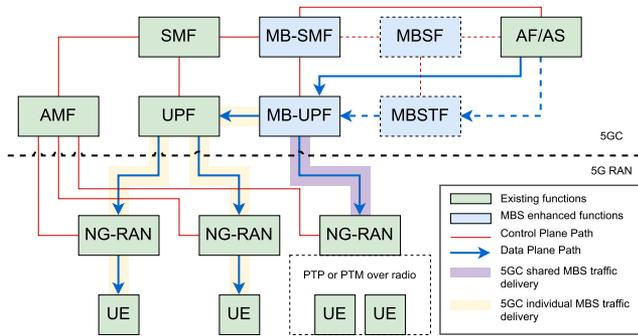 SMF
MB-SMF
MBSF
AF/AS
AMF
UPF
MB-UPF
MBSTF
5GC
5G RAN
NG-RAN
NG-RAN
NG-RAN
PTP or PTM over radio
UE
UE
UE
UE
Existing functions
MBS enhanced functions
Control Plane Path
Data Plane Path
5GC shared MBS traffic
delivery
5GC individual MBS traffic
delivery